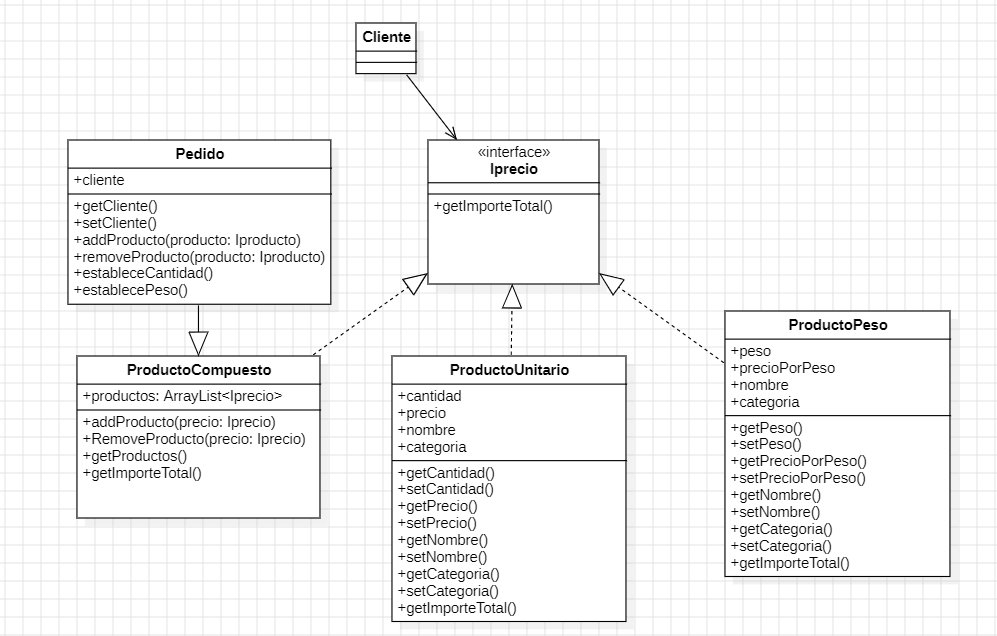 Cliente
Pedido
+cliente
+getCliente()
+setCliente()
+addProducto(producto: Iproducto)
+removeProducto(producto: Iproducto)
+estableceCantidad()
+establecePeso()
«interface»
Iprecio
+getImporteTotal()
ProductoCompuesto
+productos: ArrayList<Iprecio>
+addProducto(precio: Iprecio)
+RemoveProducto(precio: Iprecio)
+getProductos()
+getImporteTotal()
ProductoUnitario
+cantidad
+precio
+nombre
+categoria
+getCantidad()
+setCantidad()
+getPrecio()
+setPrecio()
+getNombre()
+setNombre()
+getCategoria()
+setCategoria()
+getImporteTotal()
ProductoPeso
+peso
+precioPorPeso
+nombre
+categoria
+getPeso()
+setPeso()
+getPrecioPorPeso()
+setPrecioPorPeso()
+getNombre()
+setNombre()
+getCategoria()
+setCategoria()
+getImporteTotal()